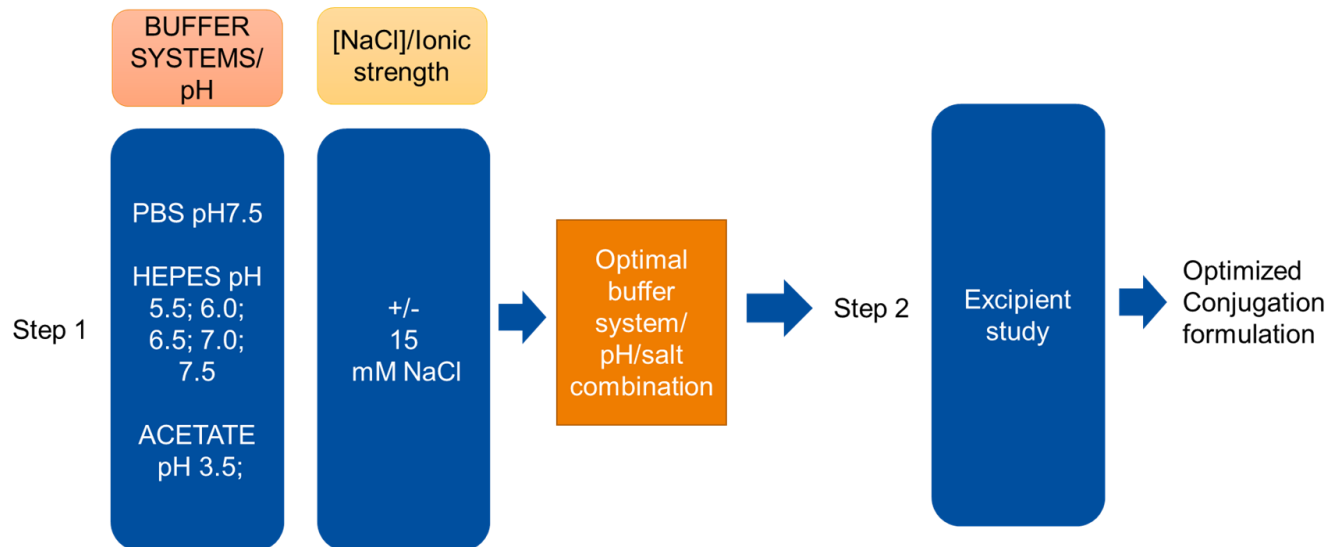 BUFFER
SYSTEMS/
pH
[NaCl]/Ionic
strength
Step 1
PBS pH7.5
HEPES pH
5.5; 6.0;
6.5; 7.0;
7.5
ACETATE
pH 3.5;
+/-
15
mM NaCl
Optimal
buffer
system/
pH/salt
combination
Step 2
Excipient
study
Optimized
Conjugation
formulation